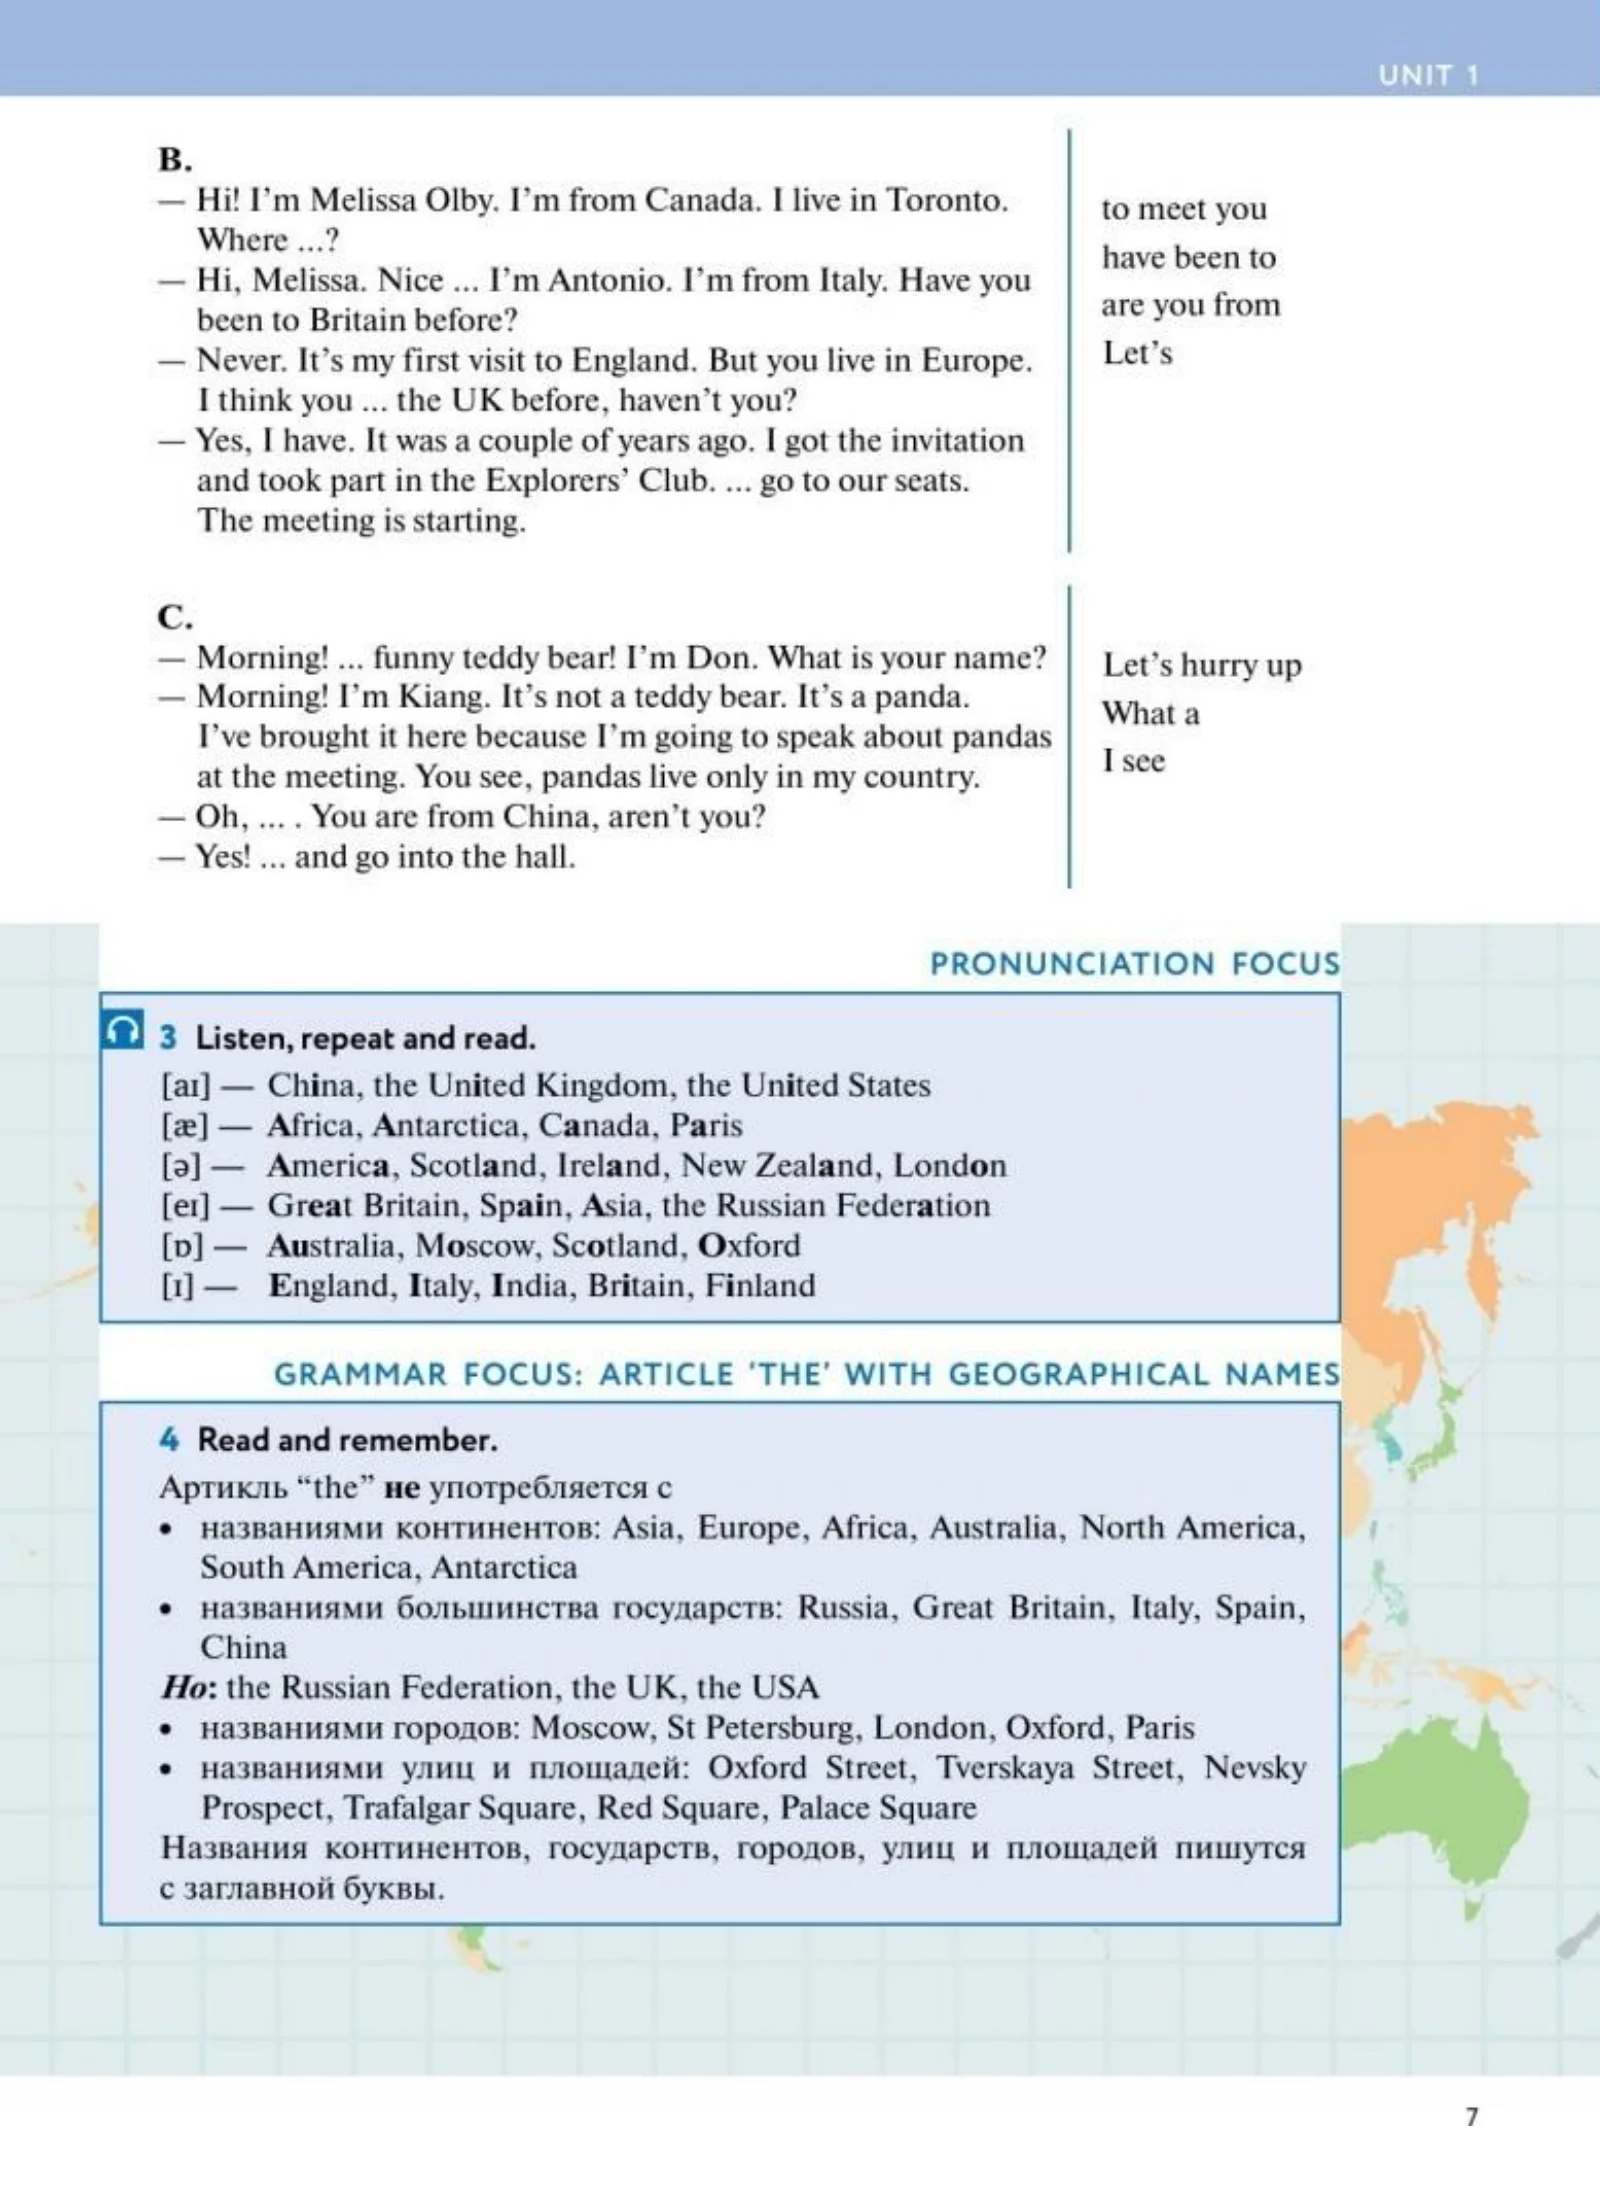 UNIT 1
B.
— Hi! I’m Melissa Olby. I’m from Canada. I live in Toronto.
Where ...?
— Hi, Melissa. Nice ... I’m Antonio. I’m from Italy. Have you
been to Britain before?
— Never. It’s my first visit to England. But you live in Europe.
I think you ... the UK before, haven’t you?
— Yes, I have. It was a couple of years ago. I got the invitation
and took part in the Explorers’ Club. ... go to our seats.
The meeting is starting.
to meet you
have been to
are you from
Let’s
C.
— Morning! ... funny teddy bear! I’m Don. What is your name?
— Morning! I’m Kiang. It’s not a teddy bear. It’s a panda.
I’ve brought it here because I’m going to speak about pandas
at the meeting. You see, pandas live only in my country.
— Oh, ... . You are from China, aren’t you?
— Yes! ... and go into the hall.
Let’s hurry up
What a
I see
PRONUNCIATION FOCUS
3 Listen, repeat and read.
[aɪ] — China, the United Kingdom, the United States
[æ] — Africa, Antarctica, Canada, Paris
[ə] — America, Scotland, Ireland, New Zealand, London
[eɪ] — Great Britain, Spain, Asia, the Russian Federation
[ɒ] — Australia, Moscow, Scotland, Oxford
[ɪ] — England, Italy, India, Britain, Finland
GRAMMAR FOCUS: ARTICLE ‘THE’ WITH GEOGRAPHICAL NAMES
4 Read and remember.
Артикль “the” не употребляется с
• названиями континентов: Asia, Europe, Africa, Australia, North America,
South America, Antarctica
• названиями большинства государств: Russia, Great Britain, Italy, Spain,
China
Но: the Russian Federation, the UK, the USA
• названиями городов: Moscow, St Petersburg, London, Oxford, Paris
• названиями улиц и площадей: Oxford Street, Tverskaya Street, Nevsky
Prospect, Trafalgar Square, Red Square, Palace Square
Названия континентов, государств, городов, улиц и площадей пишутся
с заглавной буквы.
7